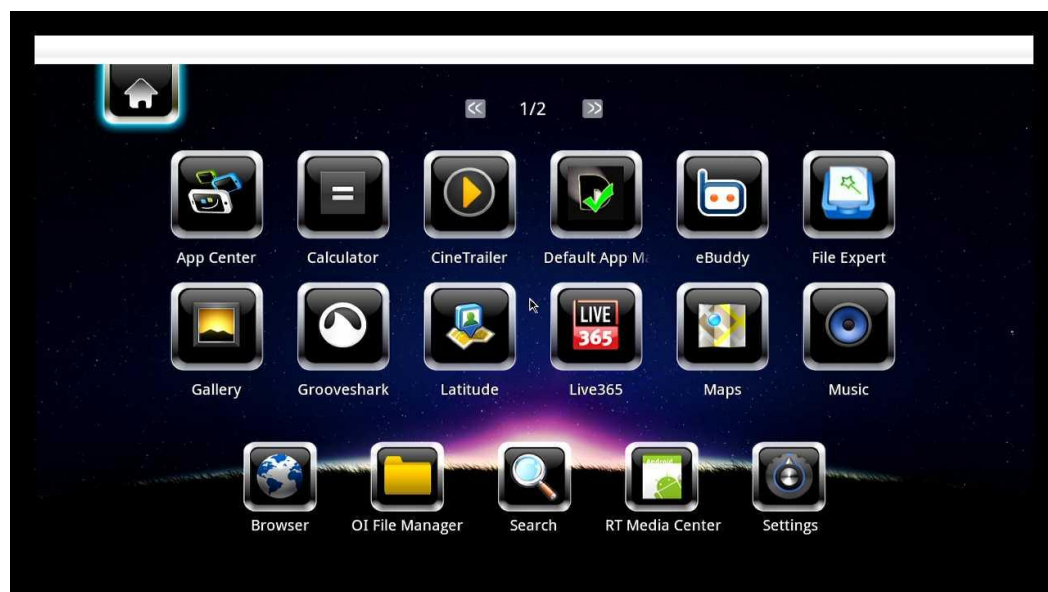 1/2
App Center Calculator CineTrailer Default App Ma eBuddy File Expert
LIVE
365
Gallery Grooveshark Latitude Live365 Maps Music
Android
Browser OI File Manager Search RT Media Center Settings